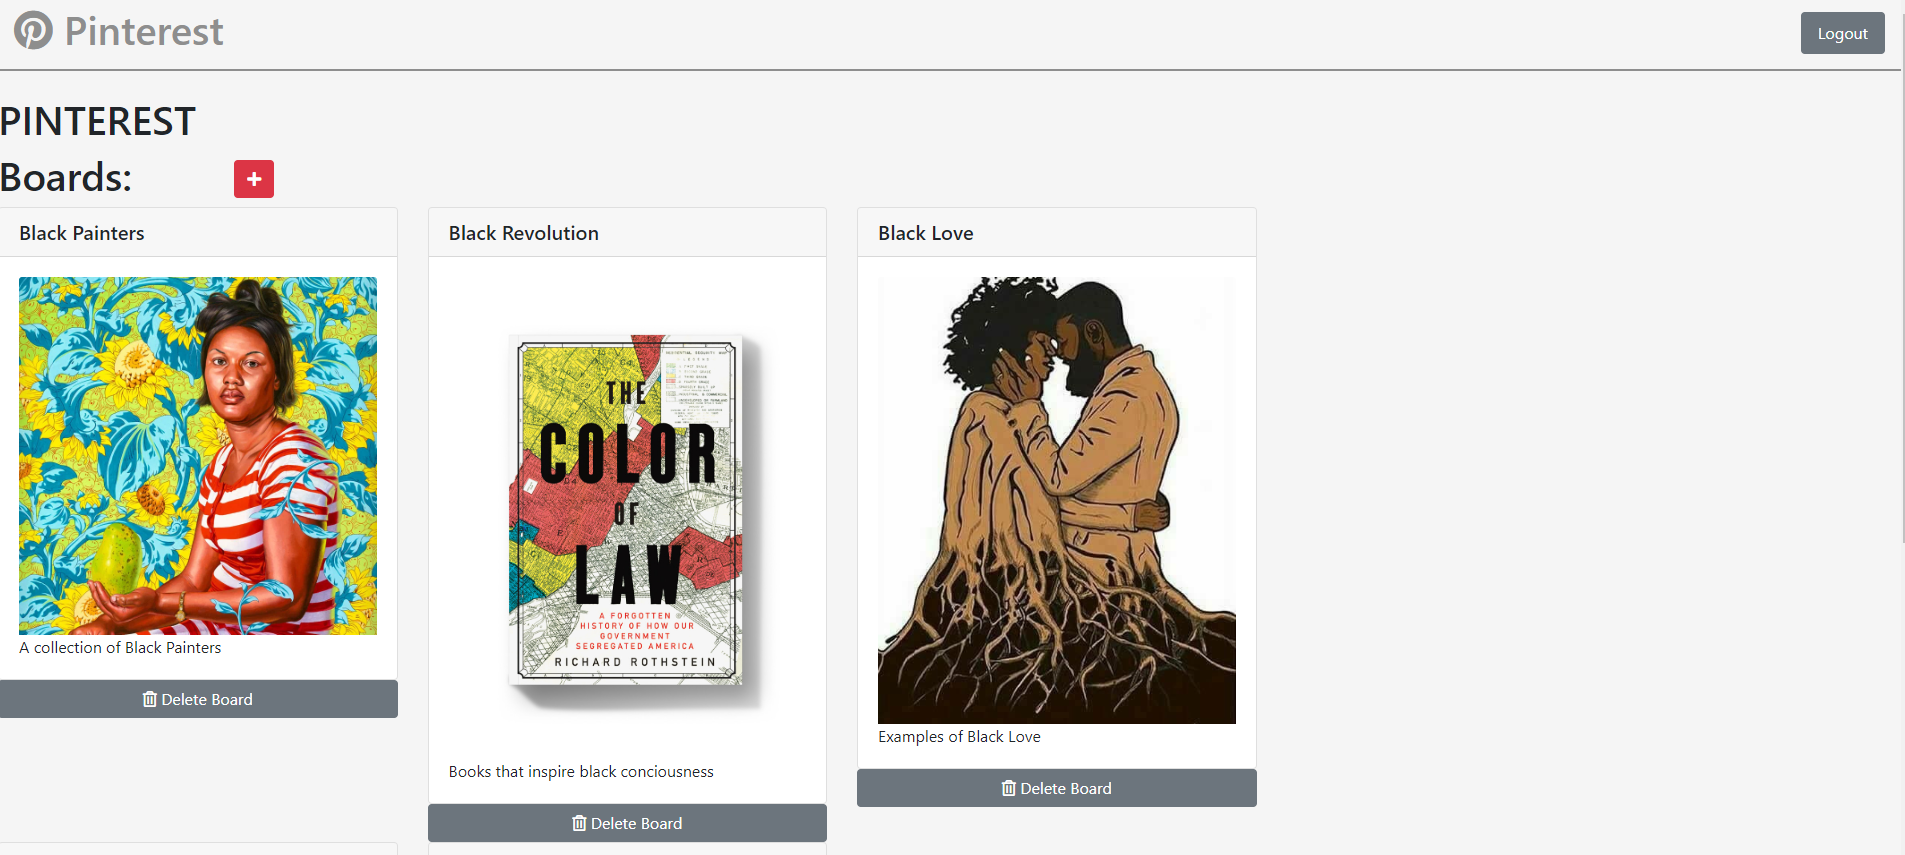 Pinterest
Logout
PINTEREST
Boards:
Black Painters
A collection of Black Painters
Delete Board
Black Revolution
THE
COLOR
OF
LAW
A FORGOTTEN
HISTORY OF HOW OUR
GOVERNMENT
SEGREGATED AMERICA
RICHARD ROTHSTEIN
Books that inspire black conciousness
Delete Board
Black Love
Examples of Black Love
Delete Board